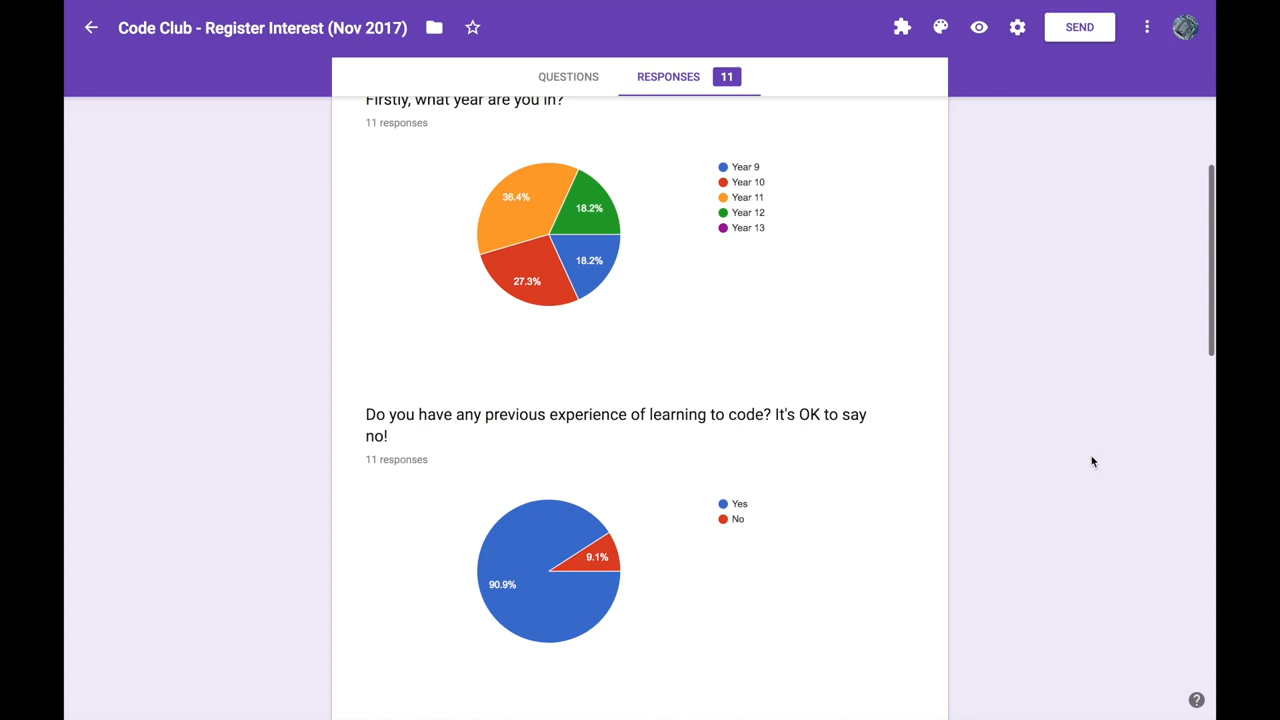 Code Club - Register Interest (Nov 2017)
SEND
QUESTIONS
RESPONSES 11
Firstly, what year are you in?
11 responses
36.4%
18.2%
18.2%
27.3%
Year 9
Year 10
Year 11
Year 12
Year 13
Do you have any previous experience of learning to code? It's OK to say
no!
11 responses
9.1%
90.9%
Yes
No
?